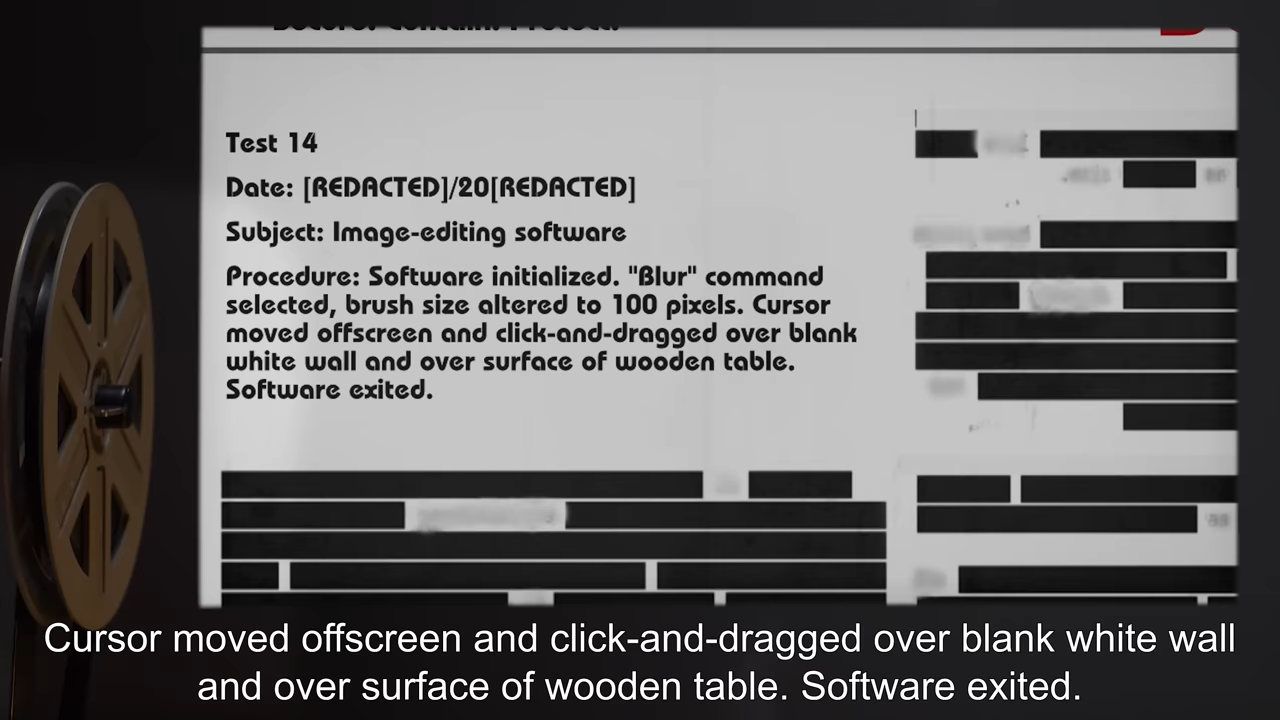 Secure. Contain. Protect.
Test 14
Date: [REDACTED]/20[REDACTED]
Subject: Image-editing software
Procedure: Software initialized. "Blur" command
selected, brush size altered to 100 pixels. Cursor
moved offscreen and click-and-dragged over blank
white wall and over surface of wooden table.
Software exited.
Cursor moved offscreen and click-and-dragged over blank white wall
and over surface of wooden table. Software exited.